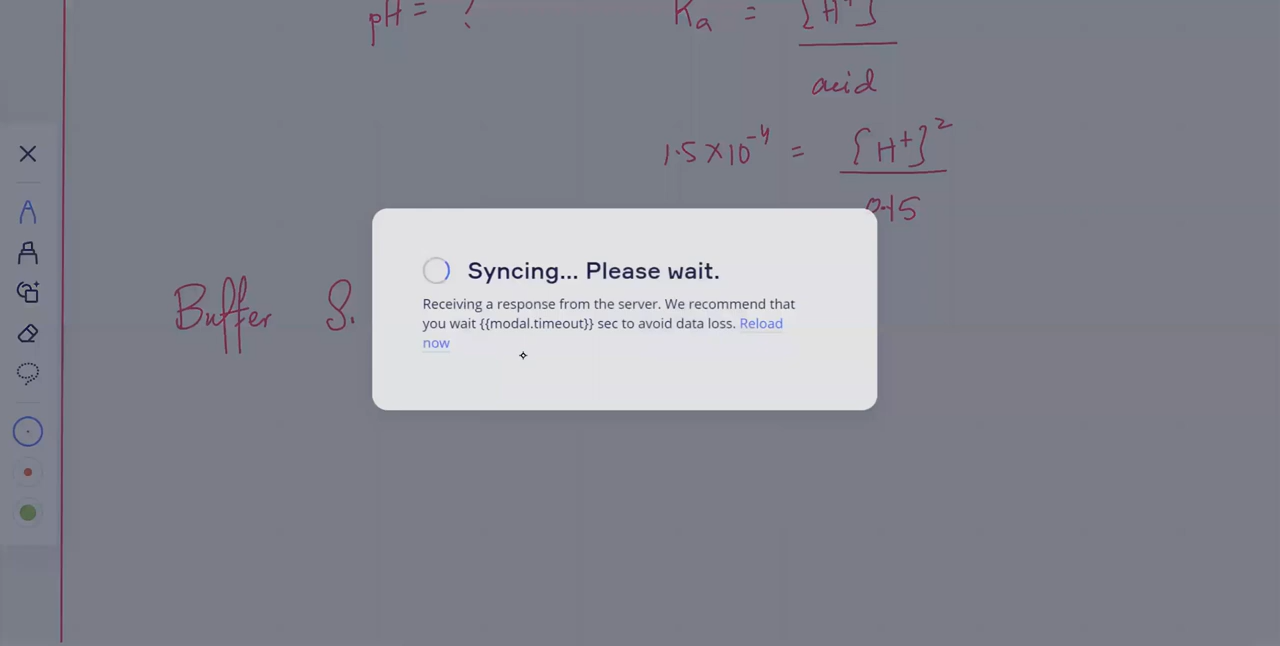 pH = ?
Ka = [H+]
acid
1.5×10⁻⁴ = [H+]²
0.15
Buffer S.
Syncing... Please wait.
Receiving a response from the server. We recommend that
you wait {{modal.timeout}} sec to avoid data loss. Reload
now